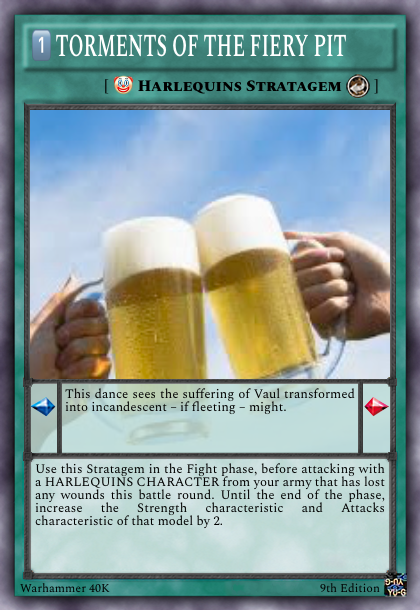 1 TORMENTS OF THE FIERY PIT
[ 🤡 HARLEQUINS STRATAGEM ]
This dance sees the suffering of Vaul transformed
into incandescent – if fleeting – might.
Use this Stratagem in the Fight phase, before attacking with
a HARLEQUINS CHARACTER from your army that has lost
any wounds this battle round. Until the end of the phase,
increase the Strength characteristic and Attacks
characteristic of that model by 2.
Warhammer 40K 9th Edition